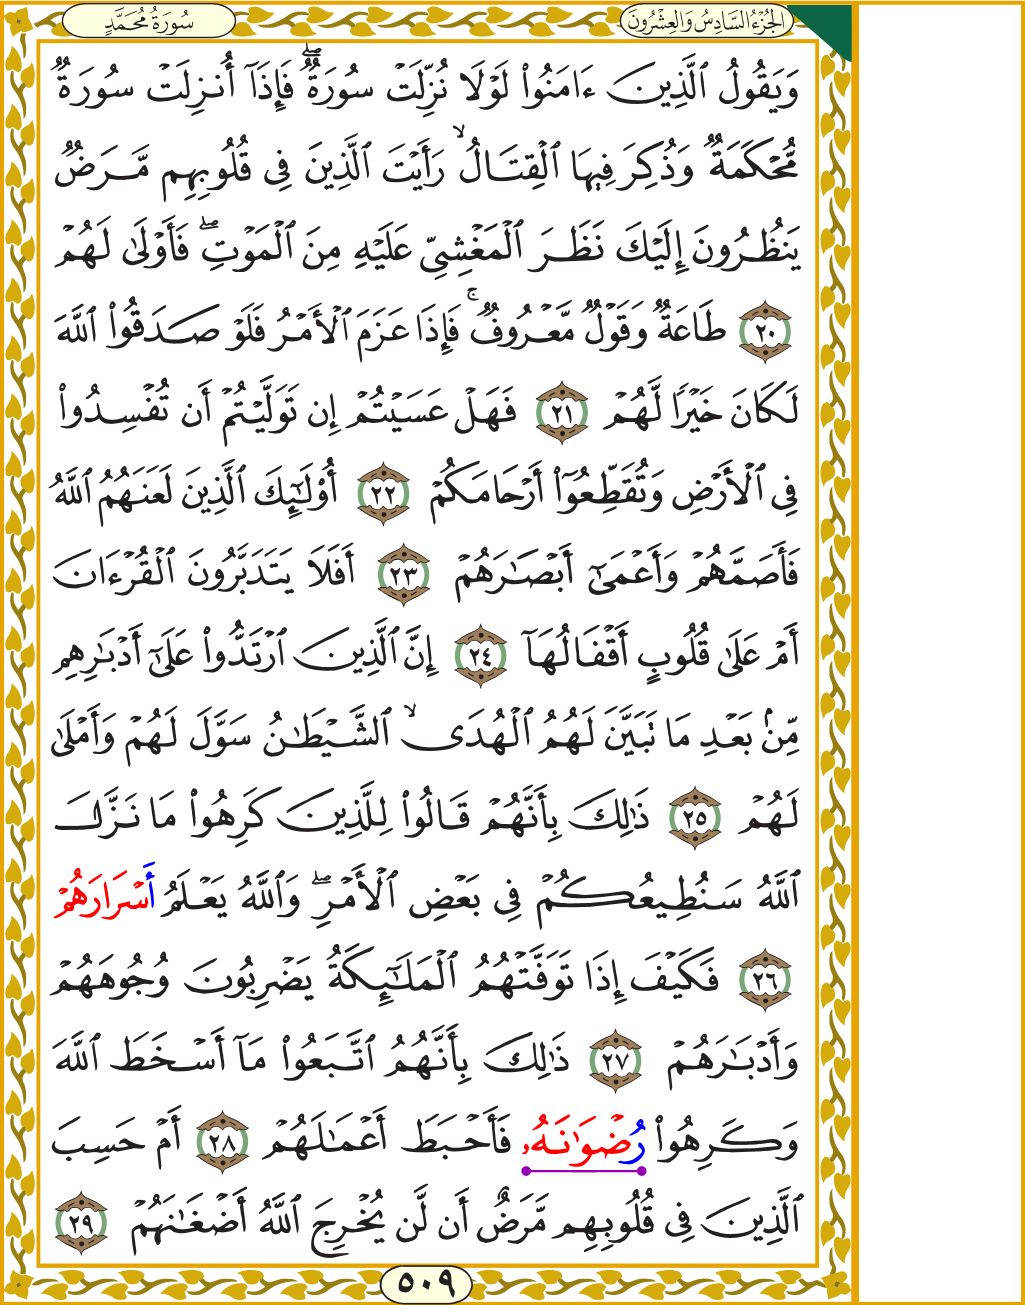 الجُزْءُ السَّادِسُ وَالعِشْرُونَ
سُورَةُ مُحَمَّدٍ
وَيَقُولُ ٱلَّذِينَ ءَامَنُوا۟ لَوْلَا نُزِّلَتْ سُورَةٌۖ فَإِذَآ أُنزِلَتْ سُورَةٌ
مُّحْكَمَةٌ وَذُكِرَ فِيهَا ٱلْقِتَالُۙ رَأَيْتَ ٱلَّذِينَ فِى قُلُوبِهِم مَّرَضٌ
يَنظُرُونَ إِلَيْكَ نَظَرَ ٱلْمَغْشِىِّ عَلَيْهِ مِنَ ٱلْمَوْتِۖ فَأَوْلَىٰ لَهُمْ
٢٠ طَاعَةٌ وَقَوْلٌ مَّعْرُوفٌۚ فَإِذَا عَزَمَ ٱلْأَمْرُ فَلَوْ صَدَقُوا۟ ٱللَّهَ
لَكَانَ خَيْرًا لَّهُمْ ٢١ فَهَلْ عَسَيْتُمْ إِن تَوَلَّيْتُمْ أَن تُفْسِدُوا۟
فِى ٱلْأَرْضِ وَتُقَطِّعُوٓا۟ أَرْحَامَكُمْ ٢٢ أُو۟لَـٰٓئِكَ ٱلَّذِينَ لَعَنَهُمُ ٱللَّهُ
فَأَصَمَّهُمْ وَأَعْمَىٰٓ أَبْصَـٰرَهُمْ ٢٣ أَفَلَا يَتَدَبَّرُونَ ٱلْقُرْءَانَ
أَمْ عَلَىٰ قُلُوبٍ أَقْفَالُهَآ ٢٤ إِنَّ ٱلَّذِينَ ٱرْتَدُّوا۟ عَلَىٰٓ أَدْبَـٰرِهِم
مِّنۢ بَعْدِ مَا تَبَيَّنَ لَهُمُ ٱلْهُدَىۙ ٱلشَّيْطَـٰنُ سَوَّلَ لَهُمْ وَأَمْلَىٰ
لَهُمْ ٢٥ ذَٰلِكَ بِأَنَّهُمْ قَالُوا۟ لِلَّذِينَ كَرِهُوا۟ مَا نَزَّلَ
ٱللَّهُ سَنُطِيعُكُمْ فِى بَعْضِ ٱلْأَمْرِۖ وَٱللَّهُ يَعْلَمُ أَسْرَارَهُمْ
٢٦ فَكَيْفَ إِذَا تَوَفَّتْهُمُ ٱلْمَلَـٰٓئِكَةُ يَضْرِبُونَ وُجُوهَهُمْ
وَأَدْبَـٰرَهُمْ ٢٧ ذَٰلِكَ بِأَنَّهُمُ ٱتَّبَعُوا۟ مَآ أَسْخَطَ ٱللَّهَ
وَكَرِهُوا۟ رُضْوَٰنَهُۥ فَأَحْبَطَ أَعْمَـٰلَهُمْ ٢٨ أَمْ حَسِبَ
ٱلَّذِينَ فِى قُلُوبِهِم مَّرَضٌ أَن لَّن يُخْرِجَ ٱللَّهُ أَضْغَـٰنَهُمْ ٢٩
٥٠٩